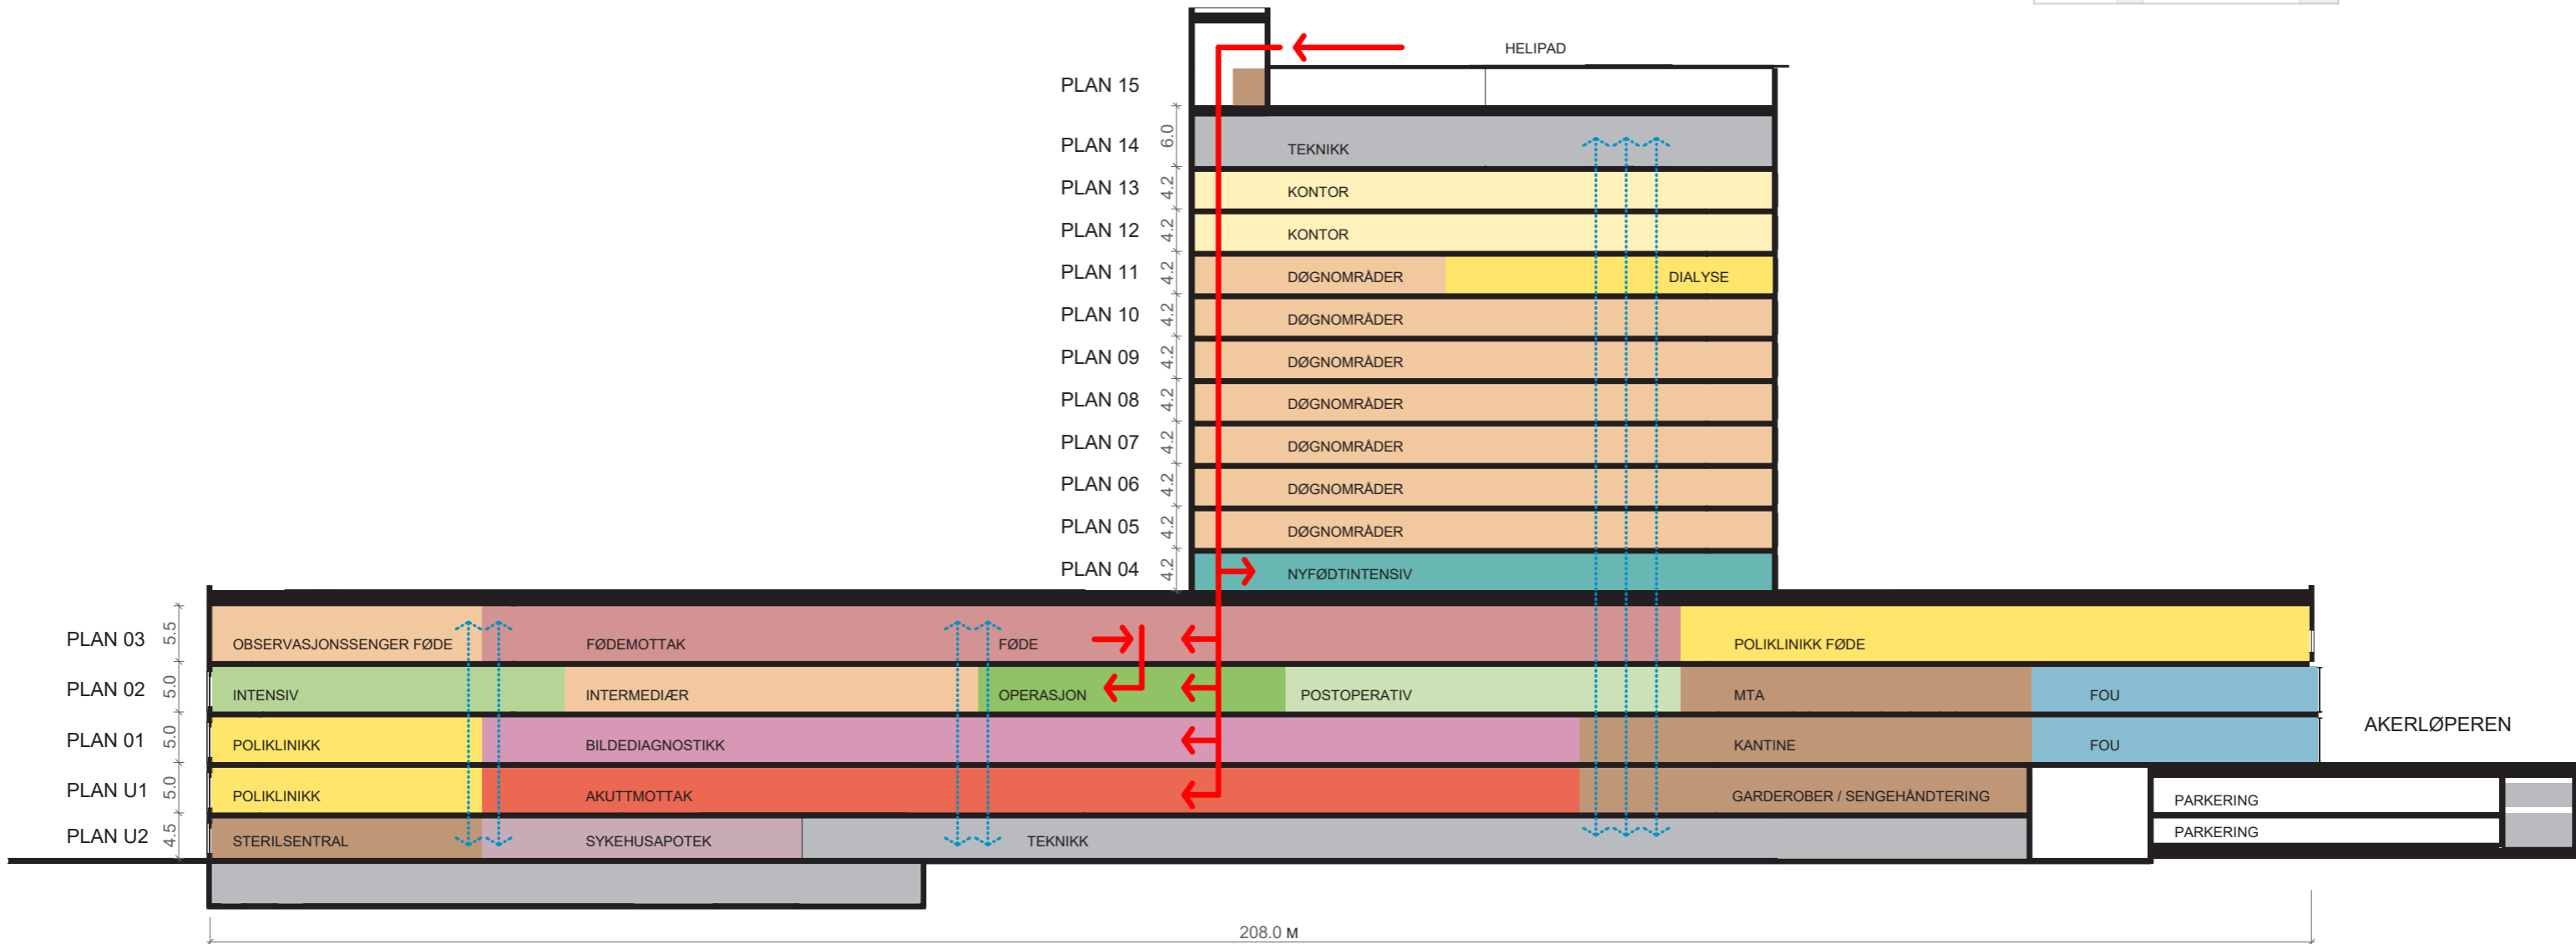 HELIPAD
PLAN 15
PLAN 14 6.0 TEKNIKK
PLAN 13 4.2 KONTOR
PLAN 12 4.2 KONTOR
PLAN 11 4.2 DØGNOMRÅDER DIALYSE
PLAN 10 4.2 DØGNOMRÅDER
PLAN 09 4.2 DØGNOMRÅDER
PLAN 08 4.2 DØGNOMRÅDER
PLAN 07 4.2 DØGNOMRÅDER
PLAN 06 4.2 DØGNOMRÅDER
PLAN 05 4.2 DØGNOMRÅDER
PLAN 04 4.2 NYFØDTINTENSIV
PLAN 03 5.5 OBSERVASJONSSENGER FØDE FØDEMOTTAK FØDE POLIKLINIKK FØDE
PLAN 02 5.0 INTENSIV INTERMEDIÆR OPERASJON POSTOPERATIV MTA FOU
PLAN 01 5.0 POLIKLINIKK BILDEDIAGNOSTIKK KANTINE FOU AKERLØPEREN
PLAN U1 5.0 POLIKLINIKK AKUTTMOTTAK GARDEROBER / SENGEHÅNDTERING PARKERING
PLAN U2 4.5 STERILSENTRAL SYKEHUSAPOTEK TEKNIKK PARKERING
208.0 M